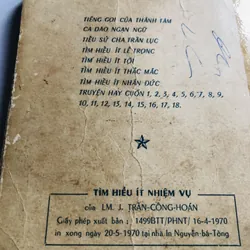 TIẾNG GỌI CỦA THÁNH TÂM
CA DAO NGẠN NGỮ
TIỂU SỬ CHA TRẦN LỤC
TÌM HIỂU ÍT LẼ TRỌNG
TÌM HIỂU ÍT TỘI
TÌM HIỂU ÍT THẮC MẮC
TÌM HIỂU ÍT NHÂN ĐỨC
TRUYỆN HAY CUỐN 1, 2, 3, 4, 5, 6, 7, 8, 9,
10, 11, 12, 13, 14, 15, 16, 17, 18.
TÌM HIỂU ÍT NHIỆM VỤ
của LM. J. TRẦN-CÔNG-HOÁN
Giấy phép xuất bản : 1499BTT/PHNT/ 16-4-1970
in xong ngày 20-5-1970 tại nhà in Nguyễn-bá-Tòng